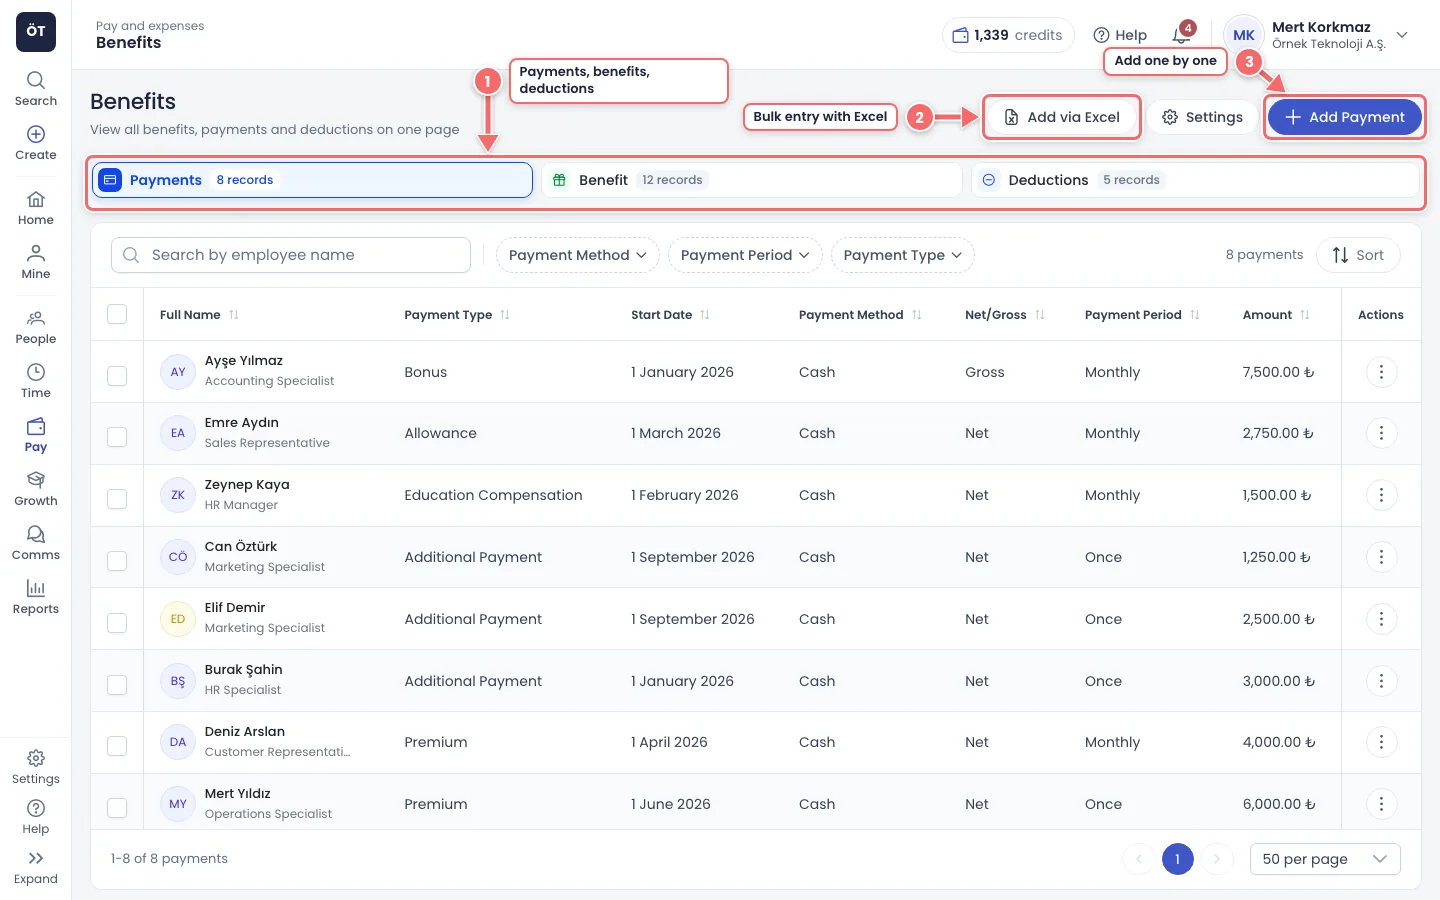 ÖT
Search
Create
Home
Mine
People
Time
Pay
Growth
Comms
Reports
Settings
Help
Expand
Pay and expenses
Benefits
1,339 credits
Help
4
MK
Mert Korkmaz
Örnek Teknoloji A.Ş.
Benefits
View all benefits, payments and deductions on one page
1
Payments, benefits,
deductions
Bulk entry with Excel
2
Add one by one
3
Add via Excel
Settings
Add Payment
Payments 8 records
Benefit 12 records
Deductions 5 records
Search by employee name
Payment Method
Payment Period
Payment Type
8 payments
Sort
Full Name Payment Type Start Date Payment Method Net/Gross Payment Period Amount Actions
AY Ayşe Yılmaz Bonus 1 January 2026 Cash Gross Monthly 7,500.00 ₺
Accounting Specialist
EA Emre Aydın Allowance 1 March 2026 Cash Net Monthly 2,750.00 ₺
Sales Representative
ZK Zeynep Kaya Education Compensation 1 February 2026 Cash Net Monthly 1,500.00 ₺
HR Manager
CÖ Can Öztürk Additional Payment 1 September 2026 Cash Net Once 1,250.00 ₺
Marketing Specialist
ED Elif Demir Additional Payment 1 September 2026 Cash Net Once 2,500.00 ₺
Marketing Specialist
BŞ Burak Şahin Additional Payment 1 January 2026 Cash Net Once 3,000.00 ₺
HR Specialist
DA Deniz Arslan Premium 1 April 2026 Cash Net Monthly 4,000.00 ₺
Customer Representati...
MY Mert Yıldız Premium 1 June 2026 Cash Net Once 6,000.00 ₺
Operations Specialist
1-8 of 8 payments
1
50 per page